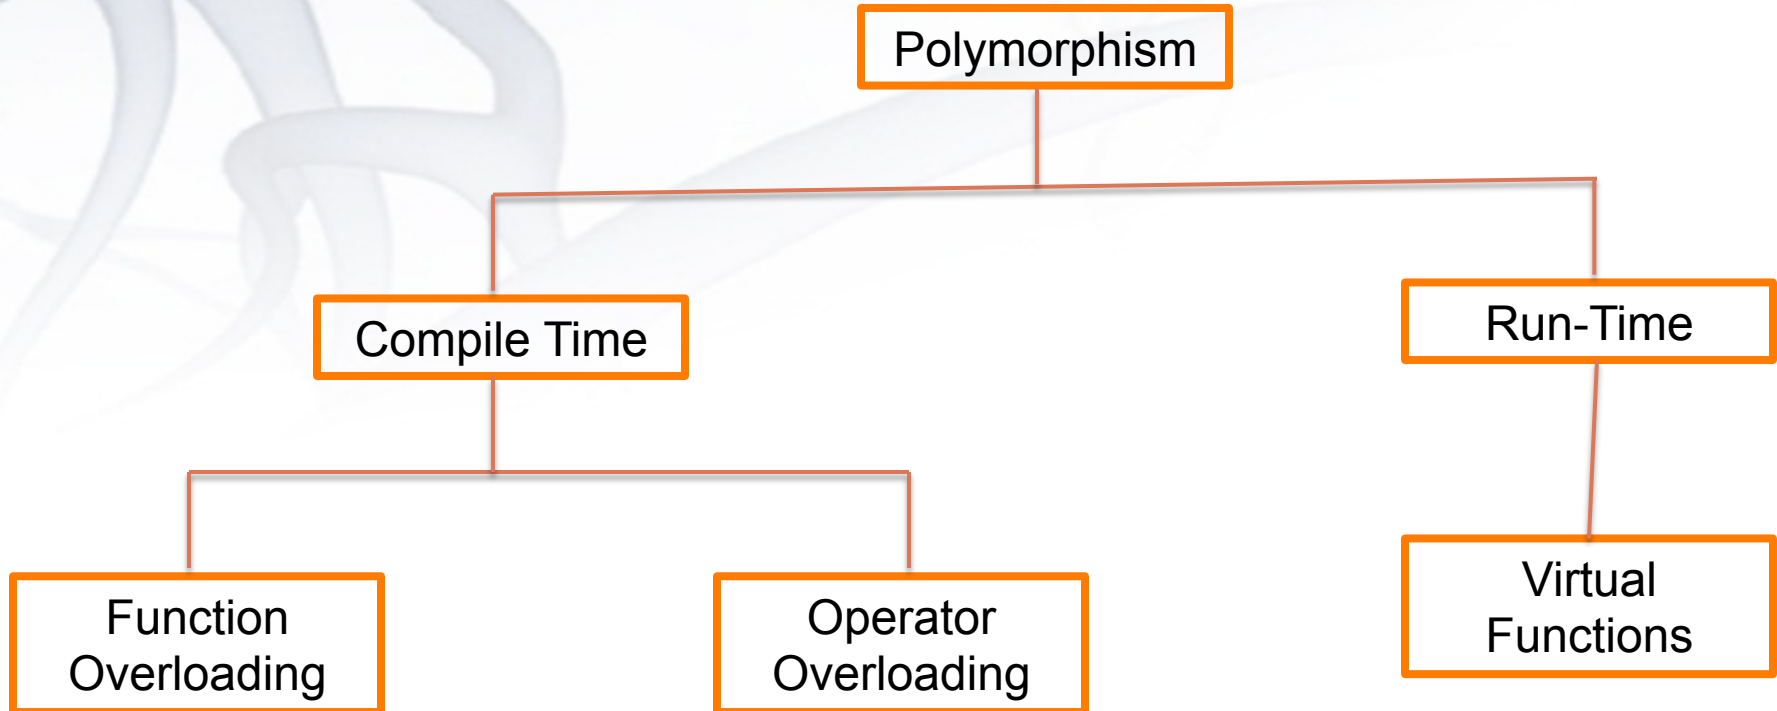 Polymorphism
Compile Time
Run-Time
Function
Overloading
Operator
Overloading
Virtual
Functions